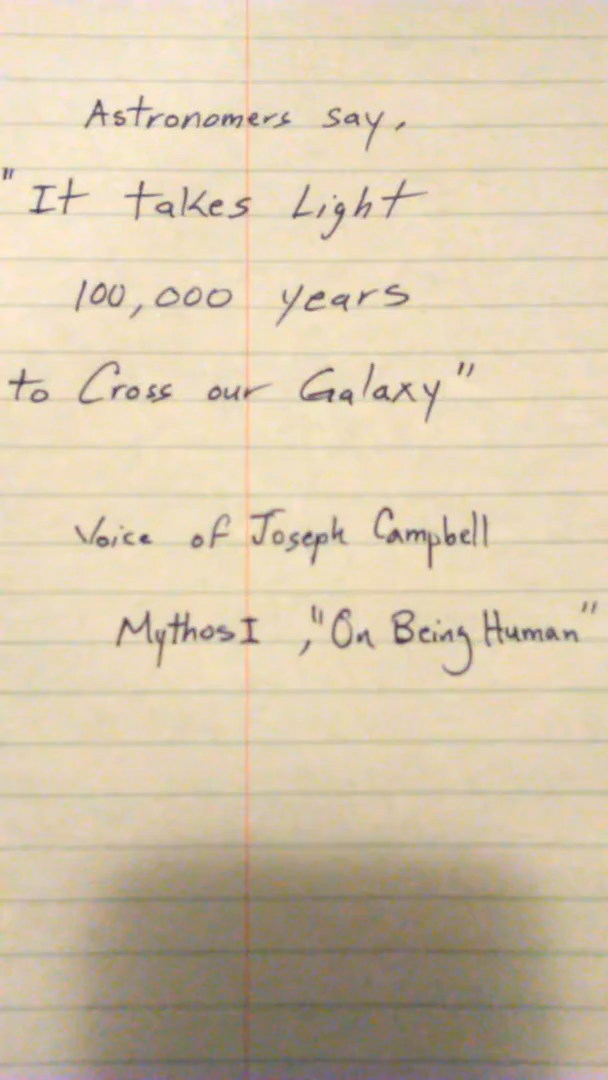 Astronomers say,
"It takes Light
100,000 years
to Cross our Galaxy"
Voice of Joseph Campbell
Mythos I , "On Being Human"